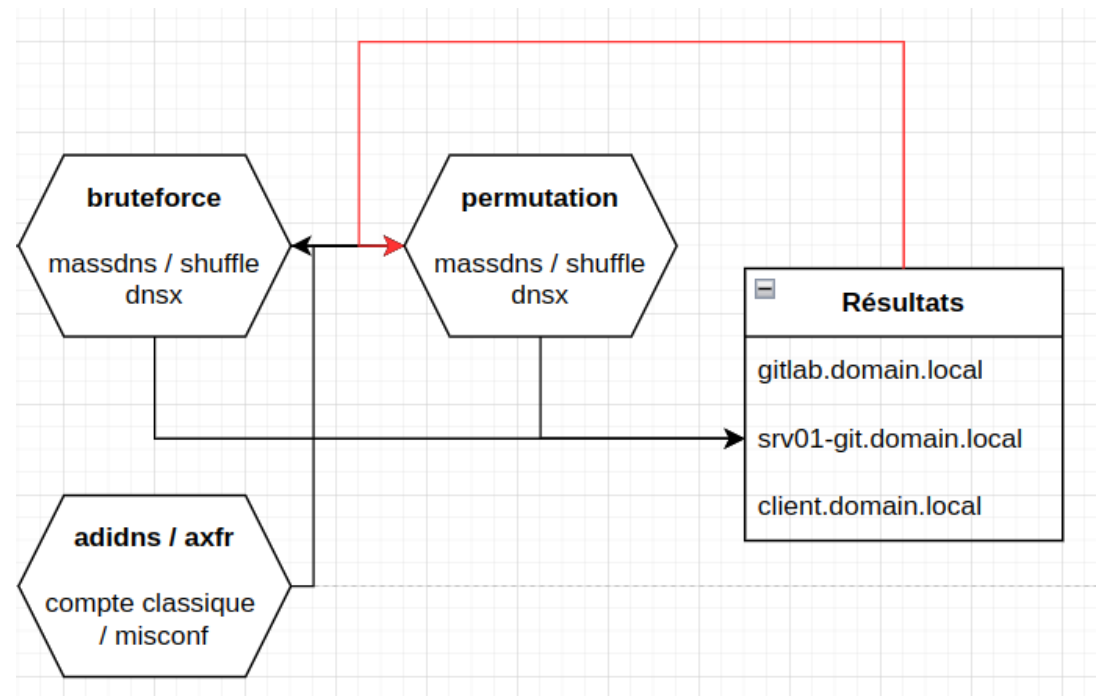 bruteforce
massdns / shuffle
dnsx
permutation
massdns / shuffle
dnsx
Résultats
gitlab.domain.local
srv01-git.domain.local
client.domain.local
adidns / axfr
compte classique
/ misconf